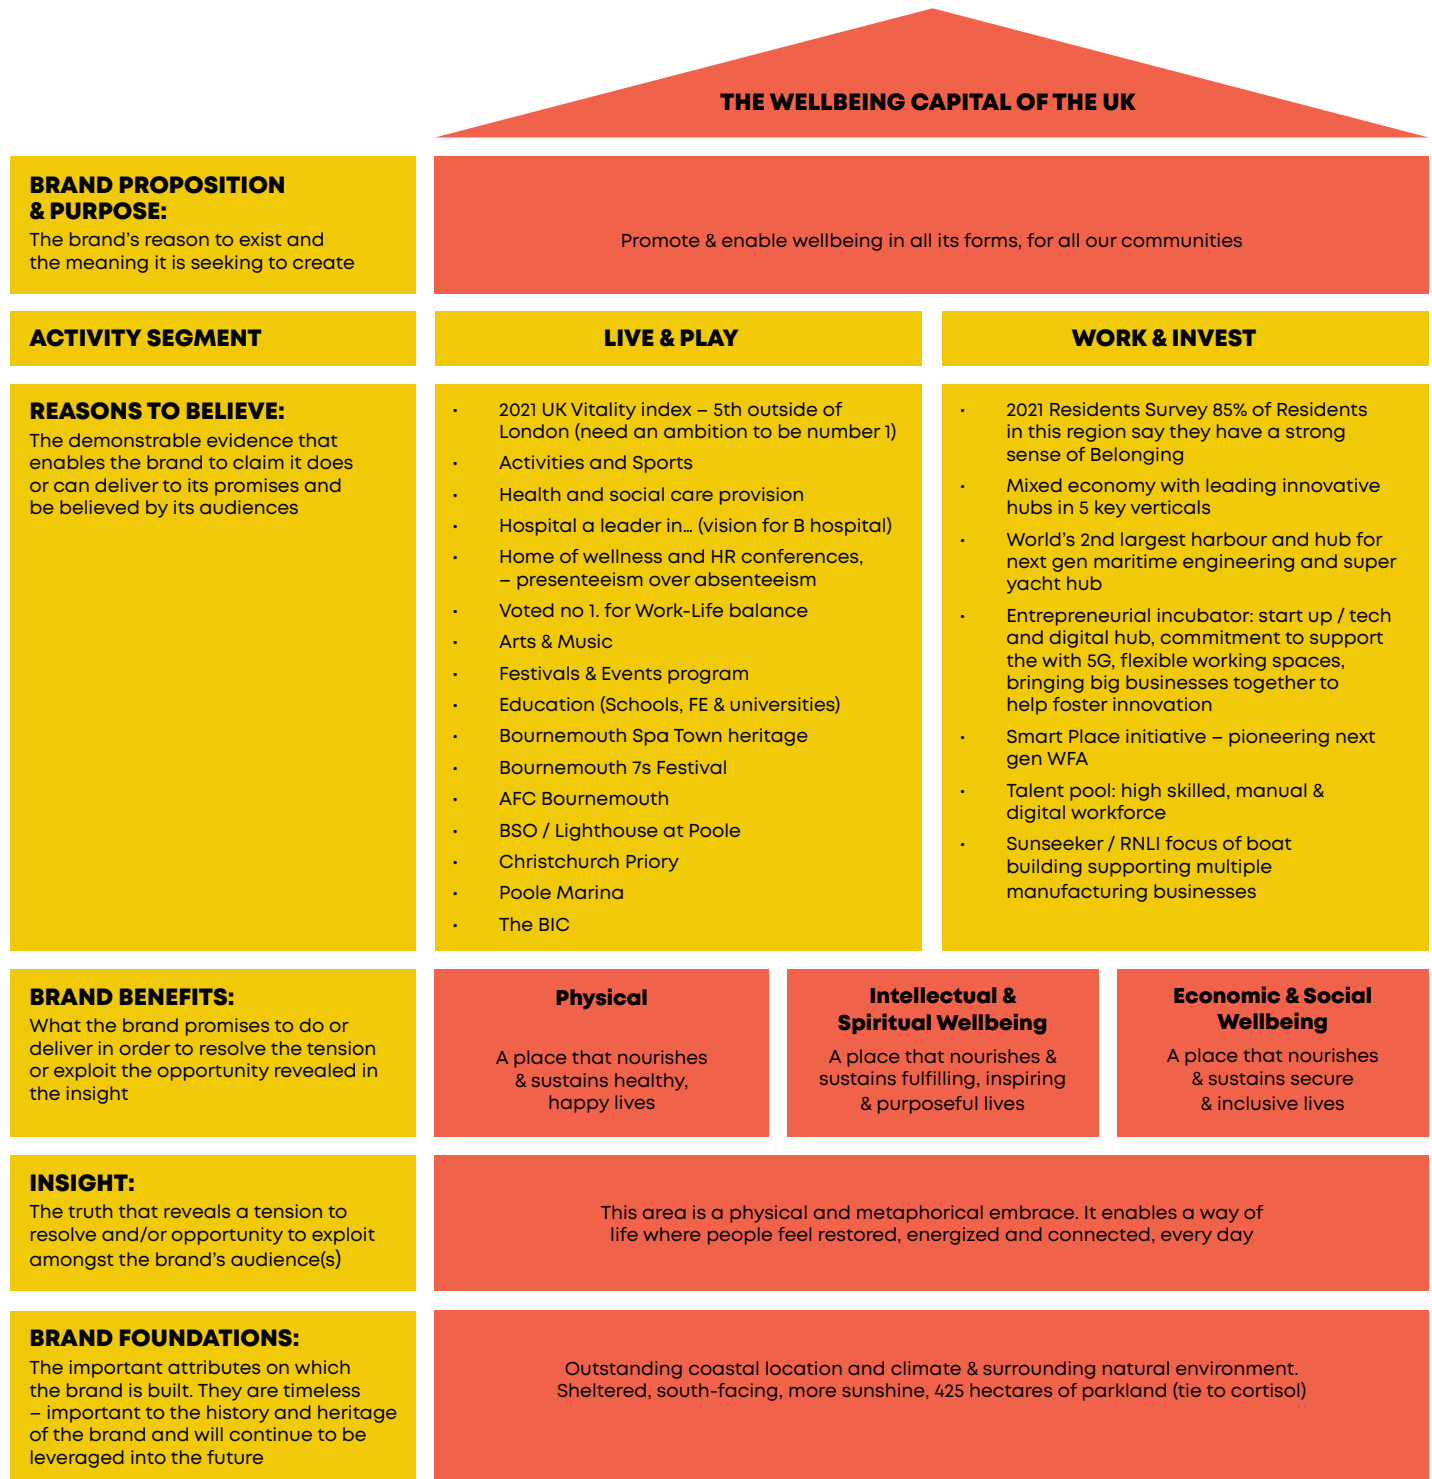 THE WELLBEING CAPITAL OF THE UK
BRAND PROPOSITION
& PURPOSE:
The brand's reason to exist and
the meaning it is seeking to create
Promote & enable wellbeing in all its forms, for all our communities
ACTIVITY SEGMENT
LIVE & PLAY
WORK & INVEST
REASONS TO BELIEVE:
The demonstrable evidence that
enables the brand to claim it does
or can deliver to its promises and
be believed by its audiences
• 2021 UK Vitality index – 5th outside of
London (need an ambition to be number 1)
• Activities and Sports
• Health and social care provision
• Hospital a leader in… (vision for B hospital)
• Home of wellness and HR conferences,
– presenteeism over absenteeism
• Voted no 1. for Work-Life balance
• Arts & Music
• Festivals & Events program
• Education (Schools, FE & universities)
• Bournemouth Spa Town heritage
• Bournemouth 7s Festival
• AFC Bournemouth
• BSO / Lighthouse at Poole
• Christchurch Priory
• Poole Marina
• The BIC
• 2021 Residents Survey 85% of Residents
in this region say they have a strong
sense of Belonging
• Mixed economy with leading innovative
hubs in 5 key verticals
• World's 2nd largest harbour and hub for
next gen maritime engineering and super
yacht hub
• Entrepreneurial incubator: start up / tech
and digital hub, commitment to support
the with 5G, flexible working spaces,
bringing big businesses together to
help foster innovation
• Smart Place initiative – pioneering next
gen WFA
• Talent pool: high skilled, manual &
digital workforce
• Sunseeker / RNLI focus of boat
building supporting multiple
manufacturing businesses
BRAND BENEFITS:
What the brand promises to do or
deliver in order to resolve the tension
or exploit the opportunity revealed in
the insight
Physical
A place that nourishes
& sustains healthy,
happy lives
Intellectual &
Spiritual Wellbeing
A place that nourishes &
sustains fulfilling, inspiring
& purposeful lives
Economic & Social
Wellbeing
A place that nourishes
& sustains secure
& inclusive lives
INSIGHT:
The truth that reveals a tension to
resolve and/or opportunity to exploit
amongst the brand's audience(s)
This area is a physical and metaphorical embrace. It enables a way of
life where people feel restored, energized and connected, every day
BRAND FOUNDATIONS:
The important attributes on which
the brand is built. They are timeless
– important to the history and heritage
of the brand and will continue to be
leveraged into the future
Outstanding coastal location and climate & surrounding natural environment.
Sheltered, south-facing, more sunshine, 425 hectares of parkland (tie to cortisol)